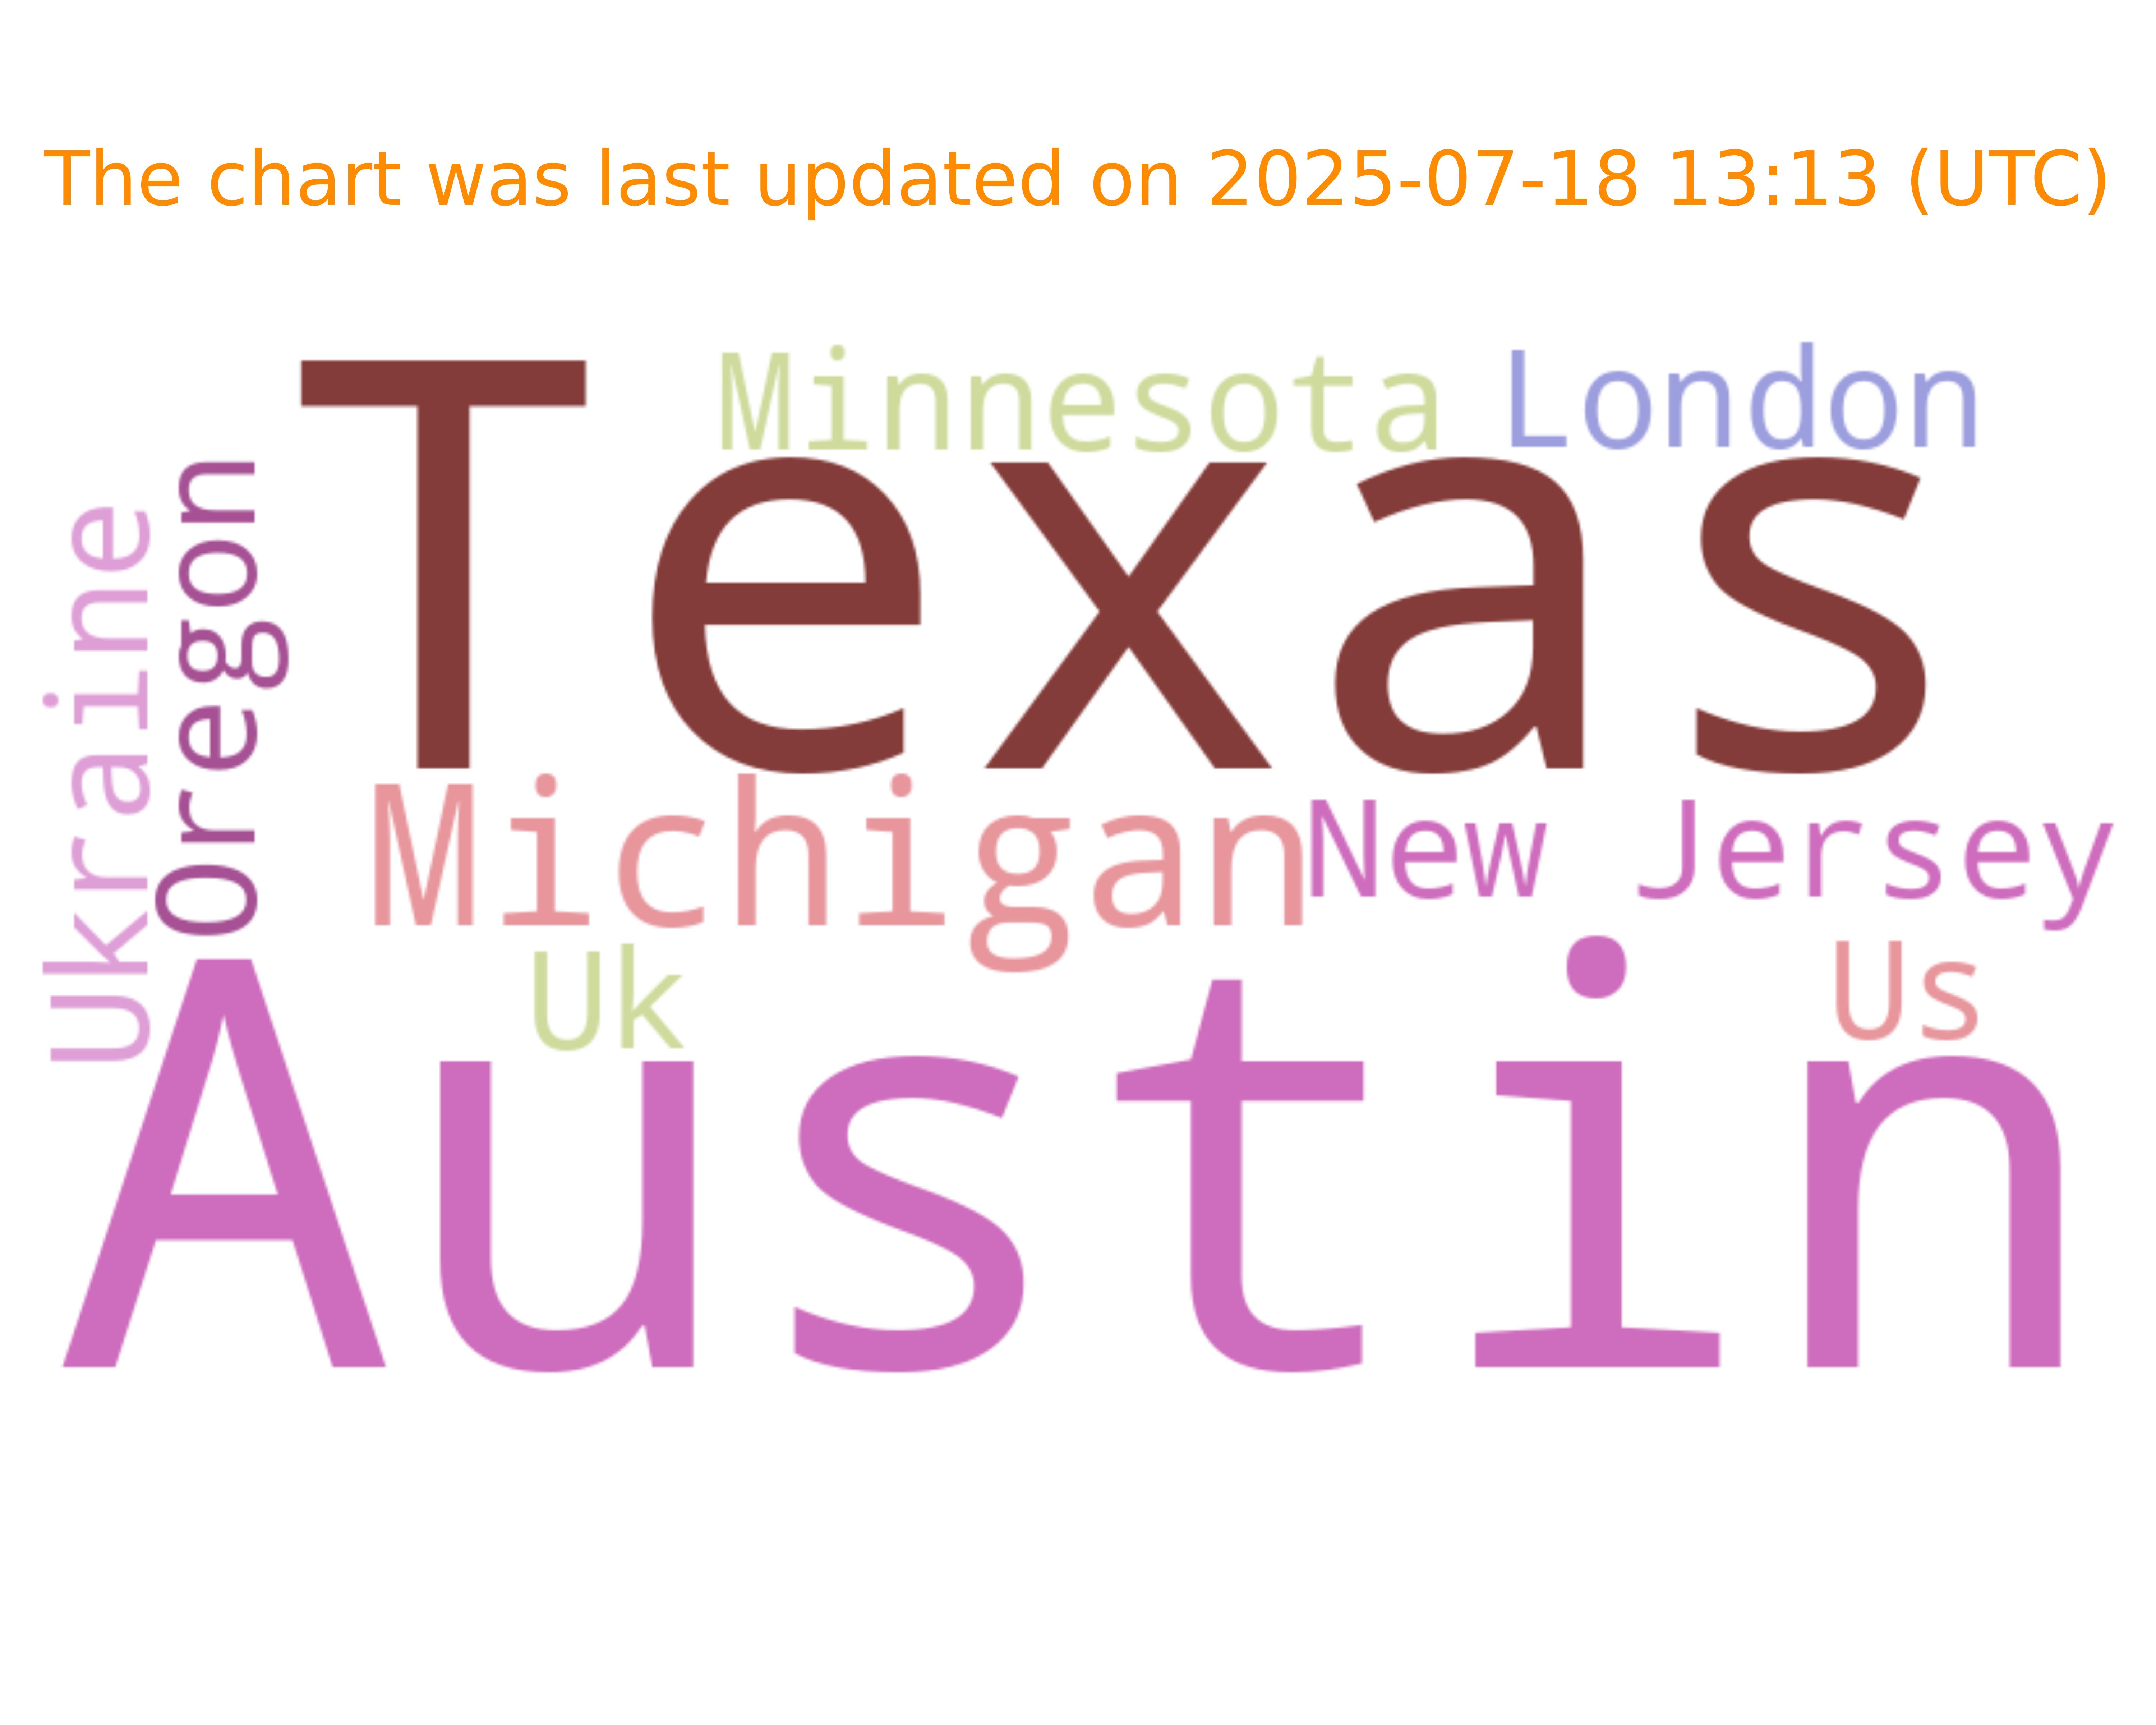 The chart was last updated on 2025-07-18 13:13 (UTC)
Minnesota
London
Texas
Ukraine
Oregon
Michigan
New Jersey
Uk
Us
Austin